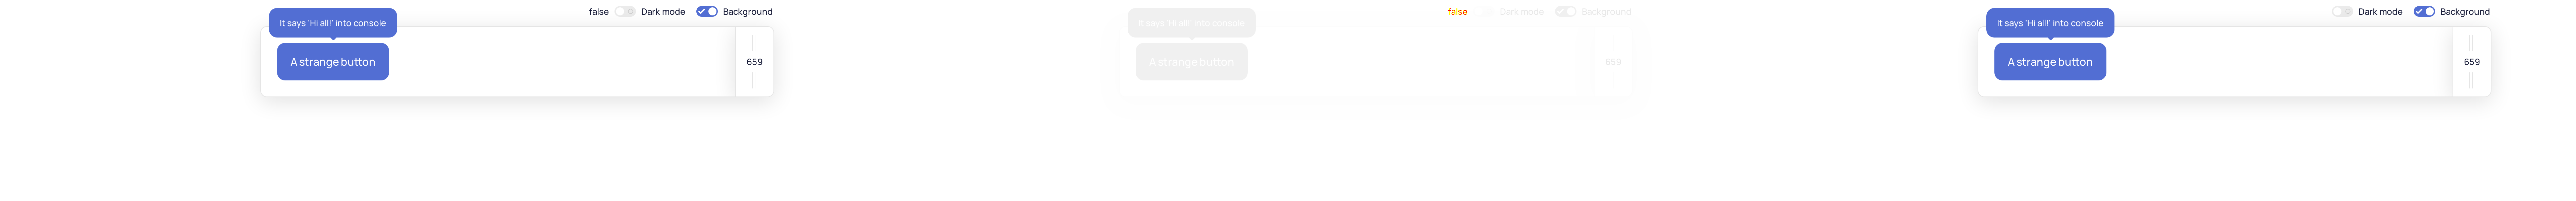 false Dark mode Background
It says 'Hi all!' into console
A strange button
659
false Dark mode Background
It says 'Hi all!' into console
A strange button
659
Dark mode Background
It says 'Hi all!' into console
A strange button
659